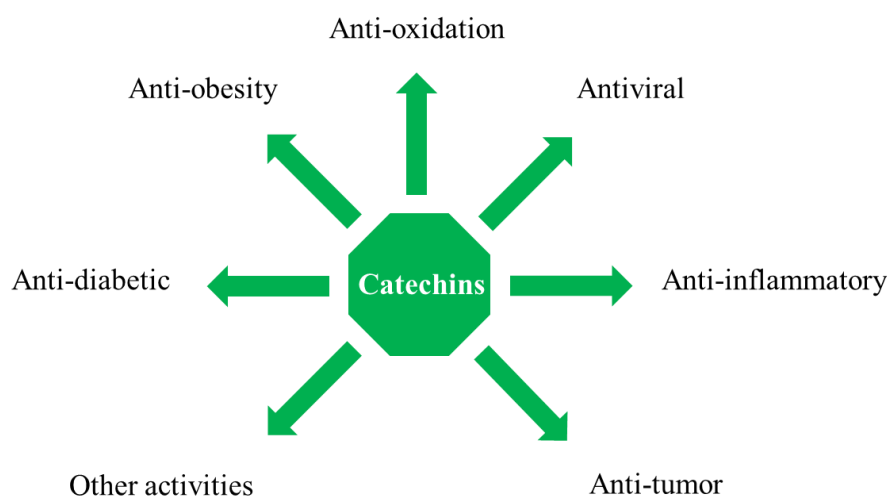 Anti-oxidation
Anti-obesity
Antiviral
Anti-diabetic
Catechins
Anti-inflammatory
Other activities
Anti-tumor